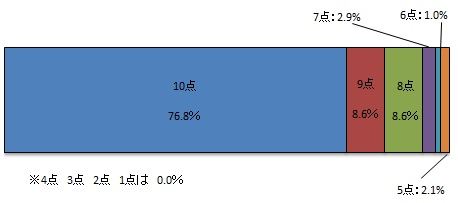 7点：2.9%
6点：1.0%
10点
76.8%
9点
8.6%
8点
8.6%
5点：2.1%
※4点　3点　2点　1点は　0.0%